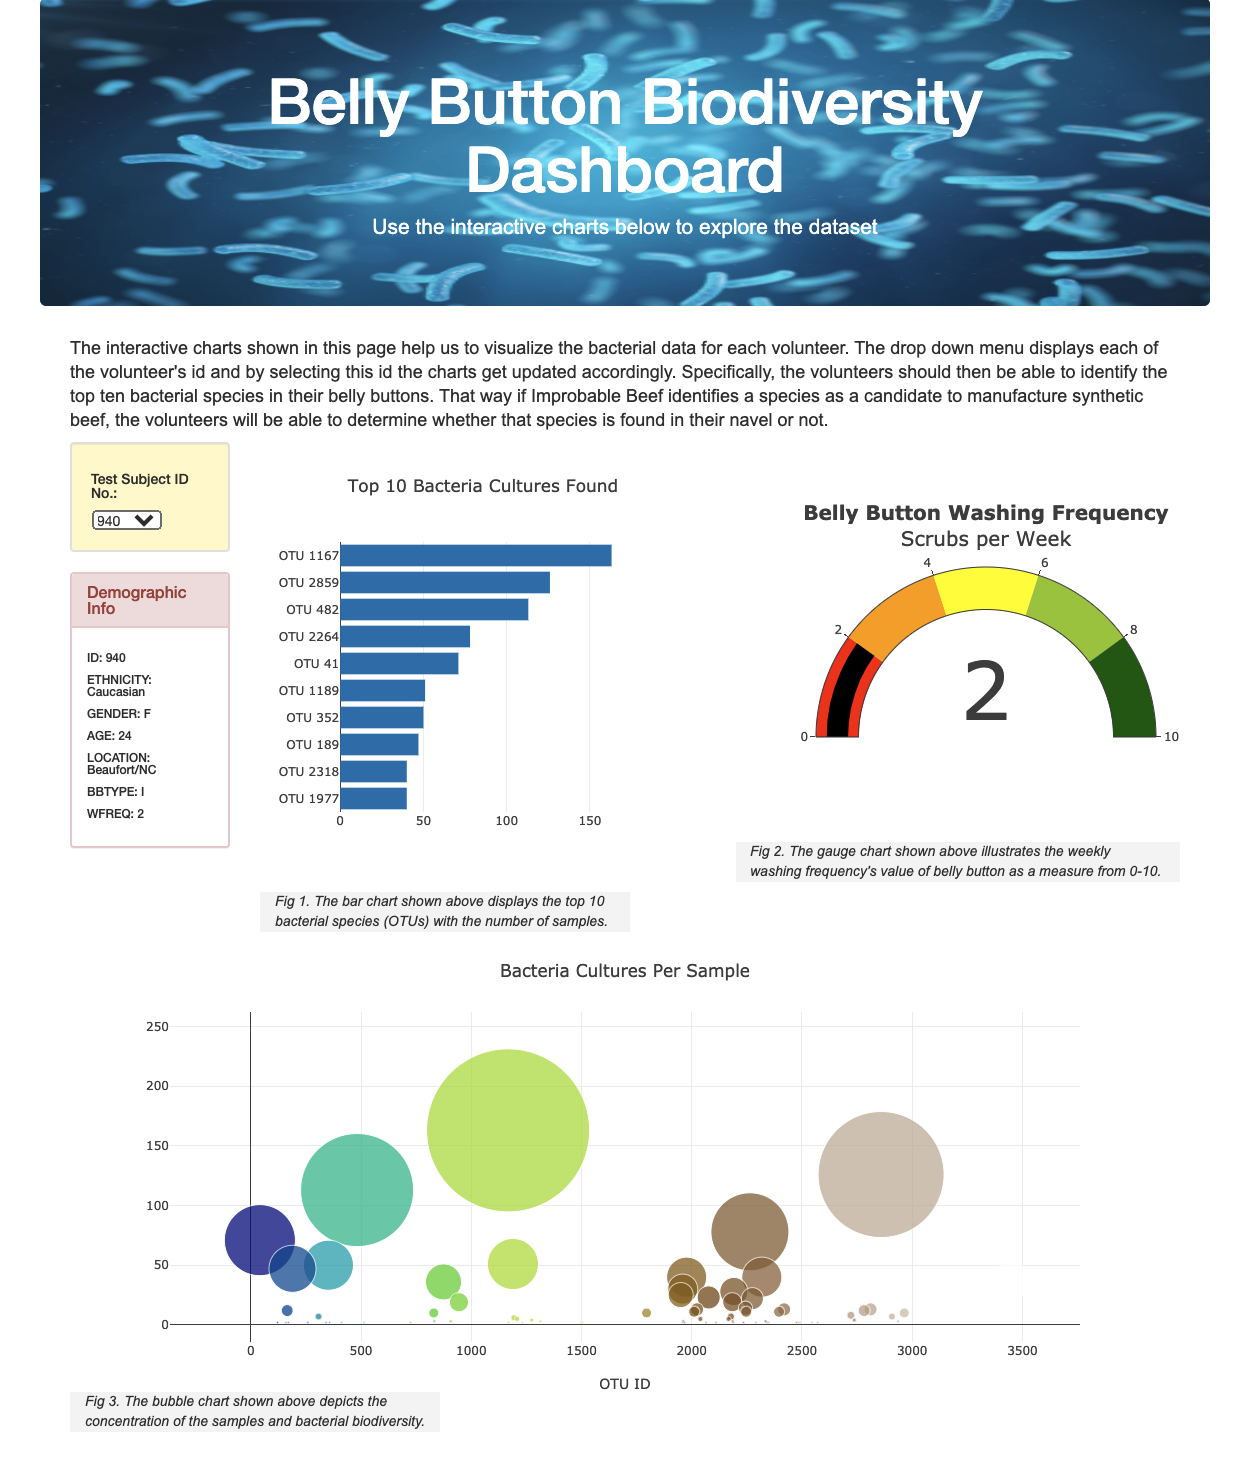 Belly Button Biodiversity
Dashboard
Use the interactive charts below to explore the dataset
The interactive charts shown in this page help us to visualize the bacterial data for each volunteer. The drop down menu displays each of
the volunteer's id and by selecting this id the charts get updated accordingly. Specifically, the volunteers should then be able to identify the
top ten bacterial species in their belly buttons. That way if Improbable Beef identifies a species as a candidate to manufacture synthetic
beef, the volunteers will be able to determine whether that species is found in their navel or not.
Test Subject ID
No.:
940
Demographic
Info
ID: 940
ETHNICITY:
Caucasian
GENDER: F
AGE: 24
LOCATION:
Beaufort/NC
BBTYPE: I
WFREQ: 2
Top 10 Bacteria Cultures Found
OTU 1167
OTU 2859
OTU 482
OTU 2264
OTU 41
OTU 1189
OTU 352
OTU 189
OTU 2318
OTU 1977
0 50 100 150
Fig 1. The bar chart shown above displays the top 10
bacterial species (OTUs) with the number of samples.
Belly Button Washing Frequency
Scrubs per Week
4 6
2 8
2
0 10
Fig 2. The gauge chart shown above illustrates the weekly
washing frequency's value of belly button as a measure from 0-10.
Bacteria Cultures Per Sample
250
200
150
100
50
0
0 500 1000 1500 2000 2500 3000 3500
OTU ID
Fig 3. The bubble chart shown above depicts the
concentration of the samples and bacterial biodiversity.